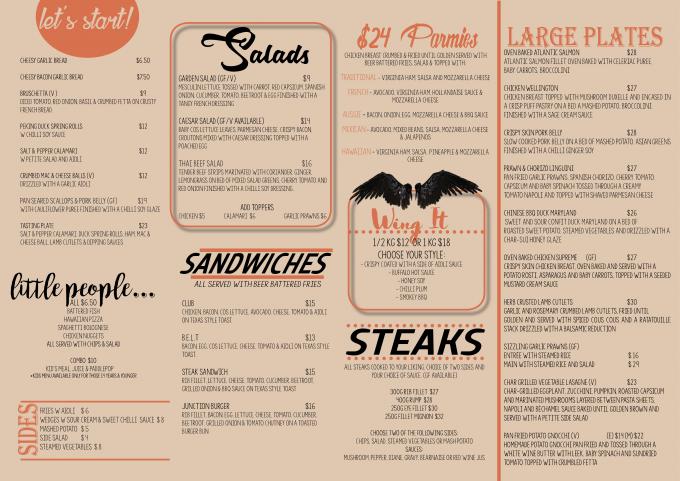 let's start!
CHEESY GARLIC BREAD $6.50
CHEESY BACON GARLIC BREAD $7.50
BRUSCHETTA (V) $9
DICED TOMATO, RED ONION, BASIL & CRUMBED FETTA ON CRUSTY
FRENCH BREAD
PEKING DUCK SPRING ROLLS $12
W CHILLI SOY SAUCE
SALT & PEPPER CALAMARI $12
W PETITE SALAD AND AIOLI
CRUMBED MAC & CHEESE BALLS (V) $12
DRIZZLED WITH A GARLIC AIOLI
PAN SEARED SCALLOPS & PORK BELLY (GF) $19
WITH CAULIFLOWER PUREE FINISHED WITH A CHILLI SOY GLAZE
TASTING PLATE $23
SALT & PEPPER CALAMARI, DUCK SPRING ROLLS, HAM, MAC &
CHEESE BALL, LAMB CUTLETS & DIPPING SAUCES
little people...
ALL $6.50
BATTERED FISH
HAWAIIAN PIZZA
SPAGHETTI BOLOGNESE
CHICKEN NUGGETS
ALL SERVED WITH CHIPS & SALAD
COMBO $10
KID'S MEAL, JUICE & PADDLEPOP
*KIDS MENU AVAILABLE ONLY FOR THOSE 14 YEARS & YOUNGER
SIDES
FRIES W AIOLI $6
WEDGES W SOUR CREAM & SWEET CHILLI SAUCE $8
MASHED POTATO $5
SIDE SALAD $4
STEAMED VEGETABLES $8
Salads
GARDEN SALAD (GF/V) $9
MESCULIN LETTUCE TOSSED WITH CARROT, RED CAPSICUM, SPANISH
ONION, CUCUMBER, TOMATO, BEETROOT & EGG FINISHED WITH A
TANGY FRENCH DRESSING
CAESAR SALAD (GF/V AVAILABLE) $14
BABY COS LETTUCE LEAVES, PARMESAN CHEESE, CRISPY BACON,
CROUTONS MIXED WITH CAESAR DRESSING TOPPED WITH A
POACHED EGG
THAI BEEF SALAD $16
TENDER BEEF STRIPS MARINATED WITH CORIANDER, GINGER,
LEMONGRASS ON BED OF MIXED SALAD GREENS, CHERRY TOMATO AND
RED ONION FINISHED WITH A CHILLI SOY DRESSING.
ADD TOPPERS
CHICKEN $5 CALAMARI $6 GARLIC PRAWNS $6
SANDWICHES
ALL SERVED WITH BEER BATTERED FRIES
CLUB $15
CHICKEN, BACON, COS LETTUCE, AVOCADO, CHEESE, TOMATO & AIOLI
ON TEXAS STYLE TOAST
B.E.L.T $13
BACON, EGG, COS LETTUCE, CHEESE, TOMATO & AIOLI ON TEXAS TOAST
STYLE
STEAK SANDWICH $15
RIB FILLET, LETTUCE, CHEESE, TOMATO, CUCUMBER, BEETROOT,
GRILLED ONION & BBQ SAUCE ON TEXAS STYLE TOAST
JUNCTION BURGER $16
RIB FILLET, BACON, EGG, LETTUCE, CHEESE, TOMATO, CUCUMBER,
BEETROOT, GRILLED ONION & TOMATO CHUTNEY ON A TOASTED
BURGER BUN
$24 Parmies
CHICKEN BREAST CRUMBED & FRIED UNTIL GOLDEN SERVED WITH
BEER BATTERED FRIES, SALAD & TOPPED WITH:
TRADITIONAL - VIRGINIA HAM, SALSA AND MOZZARELLA CHEESE
FRENCH - AVOCADO, VIRGINIA HAM, HOLLANDAISE SAUCE &
MOZZARELLA CHEESE
AUSSIE - BACON, ONION, EGG, MOZZARELLA CHEESE & BBQ SAUCE
MEXICAN - AVOCADO, MIXED BEANS, SALSA, MOZZARELLA CHEESE
& JALAPENOS
HAWAIIAN - VIRGINIA HAM, SALSA, PINEAPPLE & MOZZARELLA
CHEESE
Wing It
1/2 KG $12 OR 1 KG $18
CHOOSE YOUR STYLE:
- CRISPY COATED WITH A SIDE OF AIOLI SAUCE
- BUFFALO HOT SAUCE
- HONEY SOY
- CHILLI PLUM
- SMOKEY BBQ
STEAKS
ALL STEAKS COOKED TO YOUR LIKING, CHOICE OF TWO SIDES AND
YOUR CHOICE OF SAUCE. (GF AVAILABLE)
300G RIB FILLET $27
400G RUMP $28
250G EYE FILLET $30
250G FILLET MIGNON $32
CHOOSE TWO OF THE FOLLOWING SIDES:
CHIPS, SALAD, STEAMED VEGETABLES OR MASH POTATO
SAUCES:
MUSHROOM, PEPPER, DIANE, GRAVY, BEARNAISE OR RED WINE JUS
LARGE PLATES
OVEN BAKED ATLANTIC SALMON $28
ATLANTIC SALMON FILLET OVEN BAKED WITH CELERIAC PUREE,
BABY CARROTS, BROCCOLINI
CHICKEN WELLINGTON $27
CHICKEN BREAST TOPPED WITH MUSHROOM DUXELLE AND ENCASED IN
A CRISP PUFF PASTRY ON A BED A MASHED POTATO, BROCCOLINI
FINISHED WITH A SAGE CREAM SAUCE
CRISPY SKIN PORK BELLY $28
SLOW COOKED PORK BELLY ON A BED OF MASHED POTATO, ASIAN GREENS
FINISHED WITH A CHILLI GINGER SOY
PRAWN & CHORIZO LINGUINI $27
PAN FRIED GARLIC PRAWNS, SPANISH CHORIZO, CHERRY TOMATO,
CAPSICUM AND BABY SPINACH TOSSED THROUGH A CREAMY
TOMATO NAPOLI AND TOPPED WITH SHAVED PARMESAN CHEESE
CHINESE BBQ DUCK MARYLAND $26
SWEET AND SOUR CONFIT DUCK MARYLAND ON A BED OF
ROASTED SWEET POTATO, STEAMED VEGETABLES AND DRIZZLED WITH A
CHAR-SUI HONEY GLAZE
OVEN BAKED CHICKEN SUPREME (GF) $27
CRISPY SKIN CHICKEN BREAST, OVEN BAKED AND SERVED WITH A
POTATO ROSTI, ASPARAGUS AND BABY CARROTS, TOPPED WITH A SEEDED
MUSTARD CREAM SAUCE
HERB CRUSTED LAMB CUTLETS $30
GARLIC AND ROSEMARY CRUMBED LAMB CUTLETS, FRIED UNTIL
GOLDEN AND SERVED WITH SPICED COUS COUS AND A RATATOUILLE
STACK DRIZZLED WITH A BALSAMIC REDUCTION
SIZZLING GARLIC PRAWNS (GF)
ENTREE WITH STEAMED RICE $16
MAIN WITH STEAMED RICE AND SALAD $29
CHAR GRILLED VEGETABLE LASAGNE (V) $23
CHAR-GRILLED EGGPLANT, ZUCCHINI, PUMPKIN, ROASTED CAPSICUM
AND MARINATED MUSHROOMS LAYERED BETWEEN PASTA SHEETS,
NAPOLI AND BECHAMEL SAUCE BAKED UNTIL GOLDEN BROWN AND
SERVED WITH A PETITE SIDE SALAD
PAN FRIED POTATO GNOCCHI (V) (E) $14 (M) $22
HOMEMADE POTATO GNOCCHI PAN FRIED AND TOSSED THROUGH A
WHITE WINE BUTTER WITH LEEK, BABY SPINACH AND SUNDRIED
TOMATO TOPPED WITH CRUMBLED FETTA